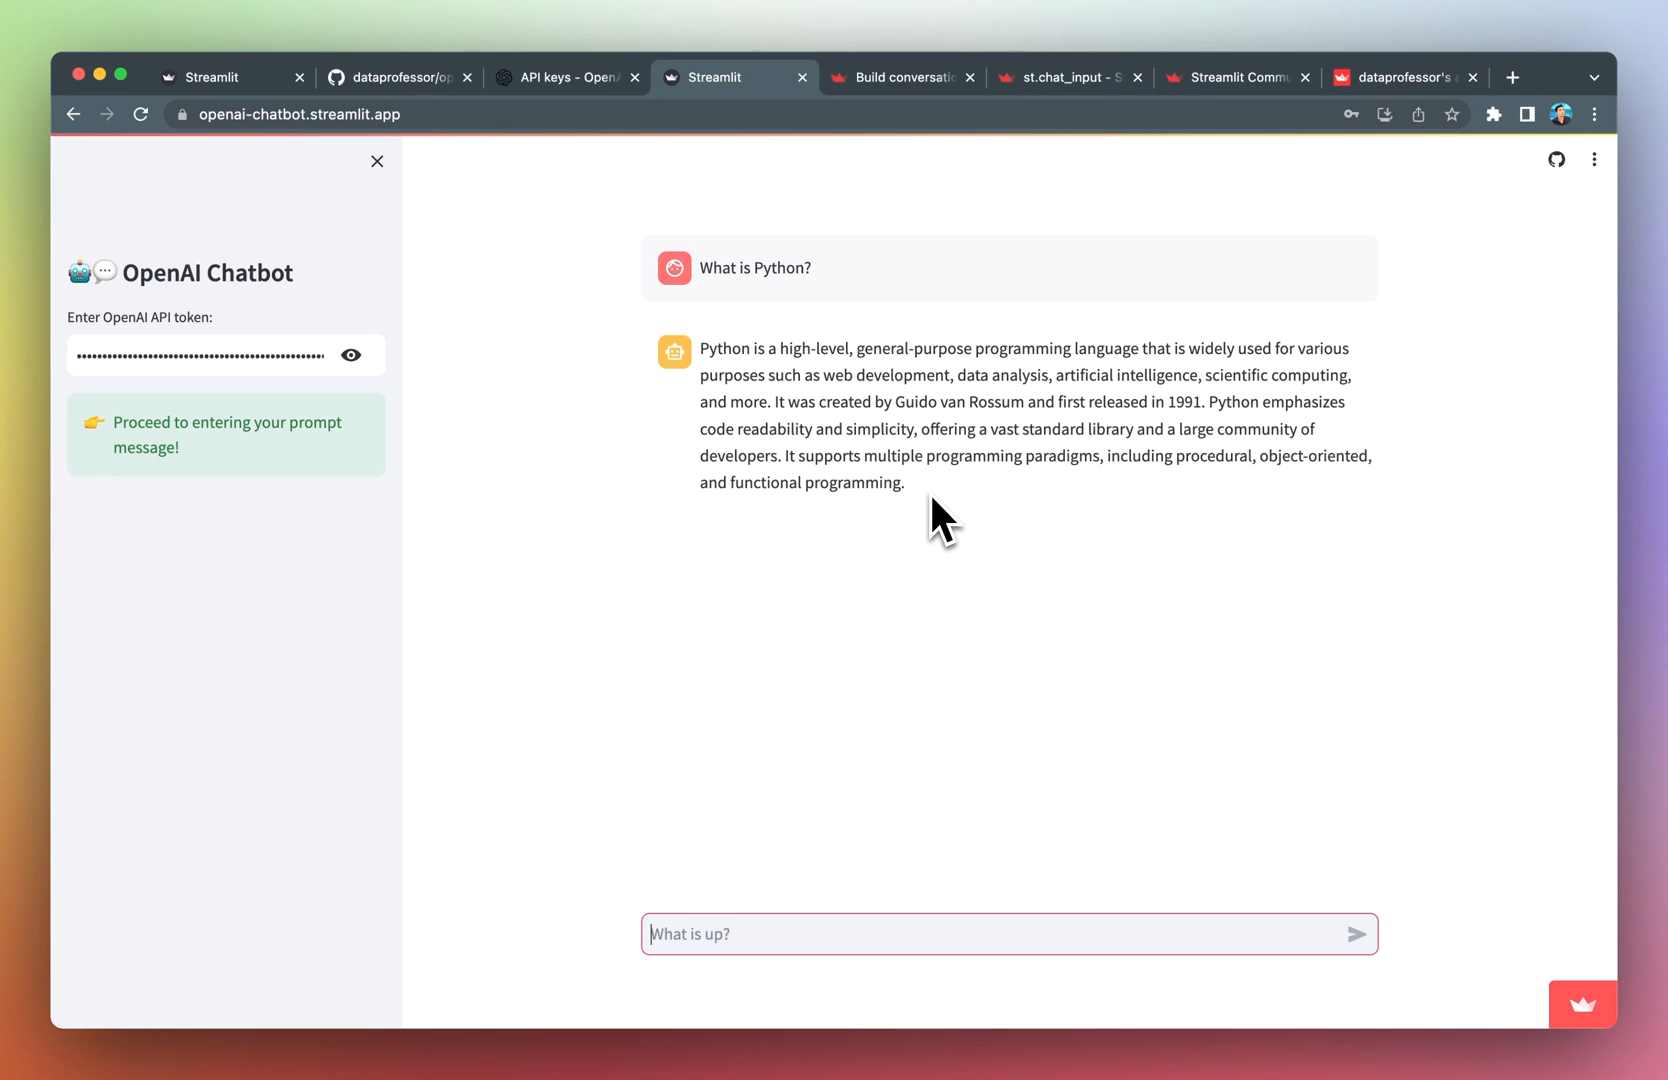 Streamlit
dataprofessor/op
API keys - OpenA
Streamlit
Build conversatio
st.chat_input - S
Streamlit Commu
dataprofessor's a
openai-chatbot.streamlit.app
OpenAI Chatbot
Enter OpenAI API token:
Proceed to entering your prompt
message!
What is Python?
Python is a high-level, general-purpose programming language that is widely used for various
purposes such as web development, data analysis, artificial intelligence, scientific computing,
and more. It was created by Guido van Rossum and first released in 1991. Python emphasizes
code readability and simplicity, offering a vast standard library and a large community of
developers. It supports multiple programming paradigms, including procedural, object-oriented,
and functional programming.
What is up?